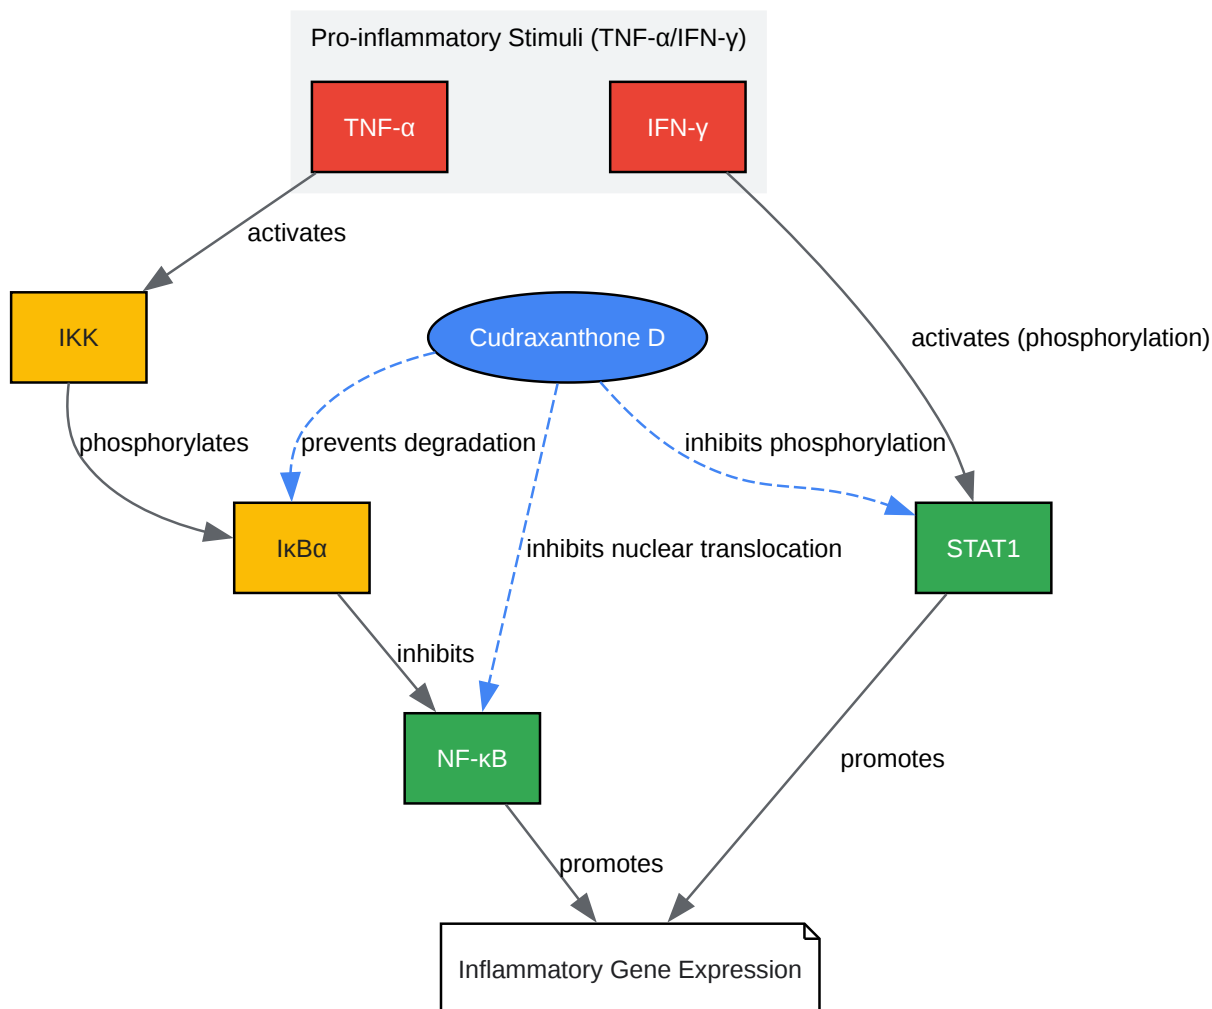 Pro-inflammatory Stimuli (TNF-α/IFN-γ)
TNF-α
IFN-γ
activates
IKK
Cudraxanthone D
activates (phosphorylation)
phosphorylates
prevents degradation
inhibits phosphorylation
IκBα
inhibits nuclear translocation
STAT1
inhibits
NF-κB
promotes
promotes
Inflammatory Gene Expression